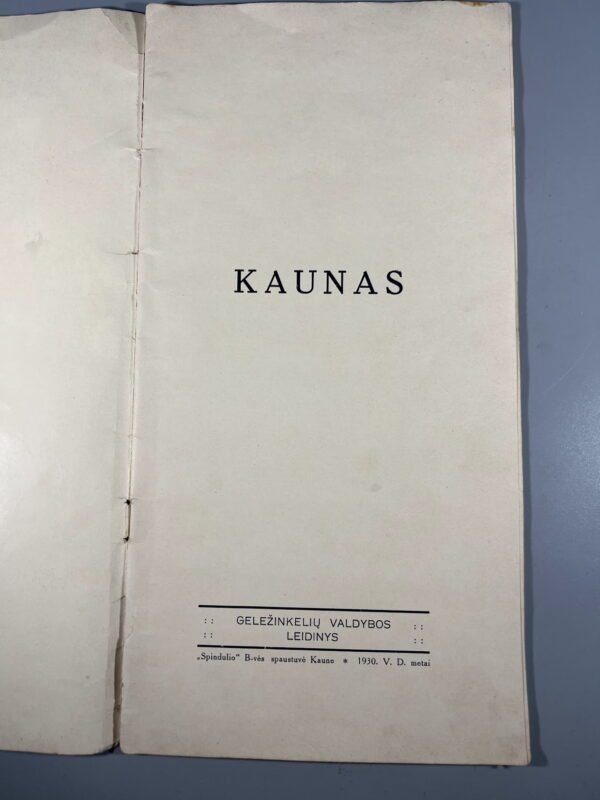 KAUNAS
:: GELEŽINKELIŲ VALDYBOS ::
:: LEIDINYS ::
„Spindulio" B-vės spaustuvė Kaune * 1930. V. D. metai